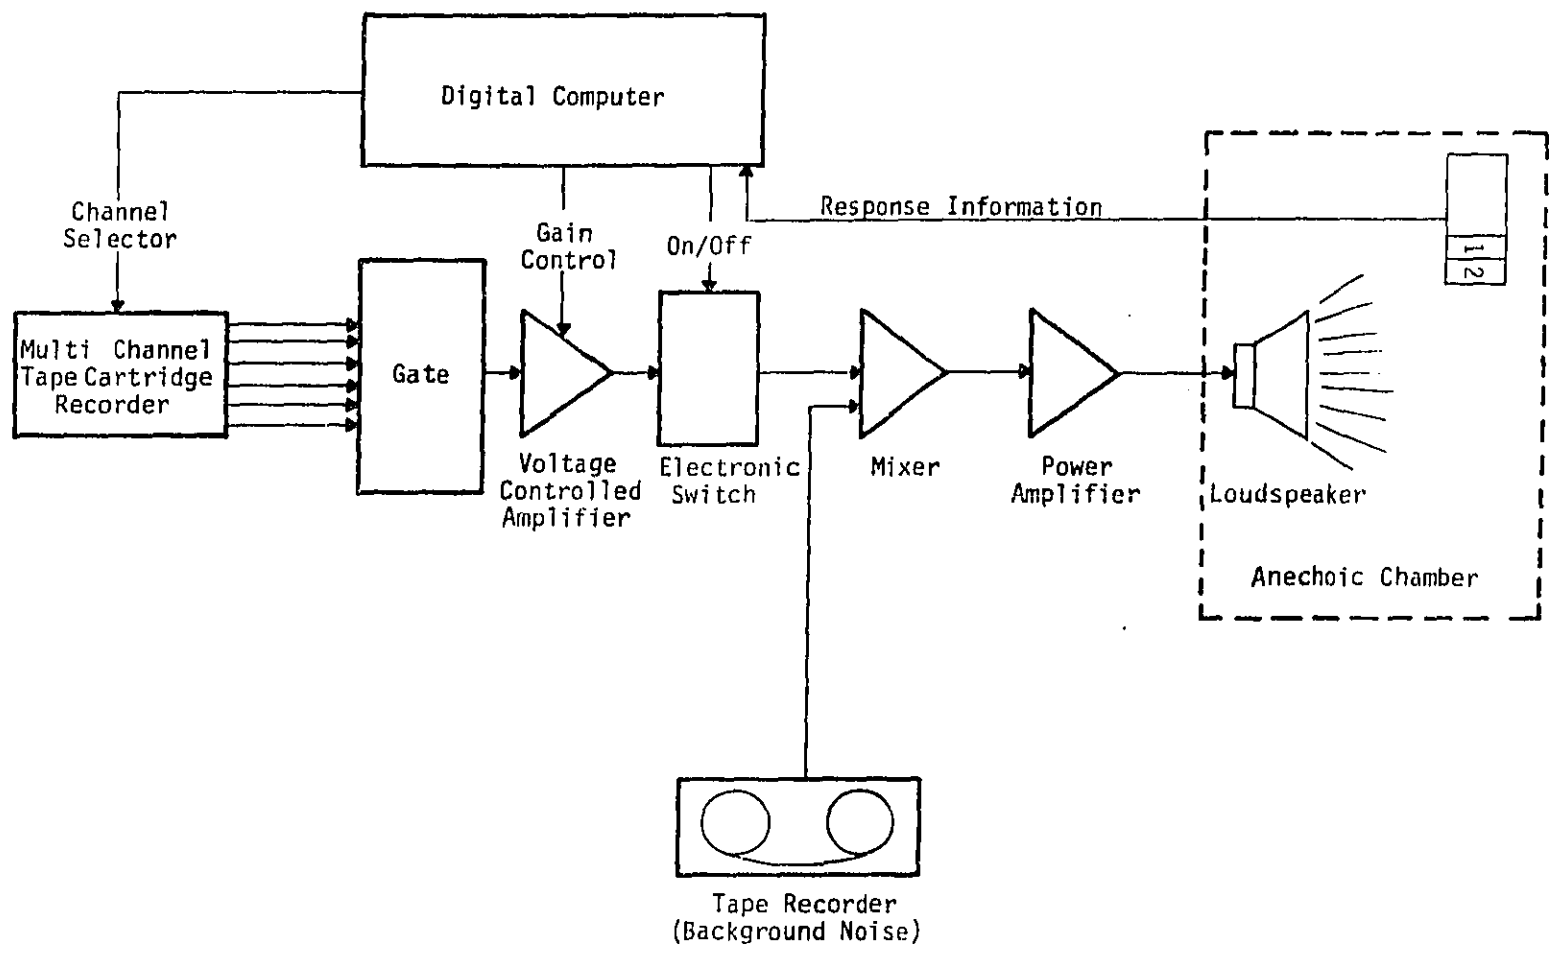 Digital Computer
Channel
Selector
Gain
Control
On/Off
Response Information
1
2
Multi Channel
Tape Cartridge
Recorder
Gate
Voltage
Controlled
Amplifier
Electronic
Switch
Mixer
Power
Amplifier
Loudspeaker
Anechoic Chamber
Tape Recorder
(Background Noise)